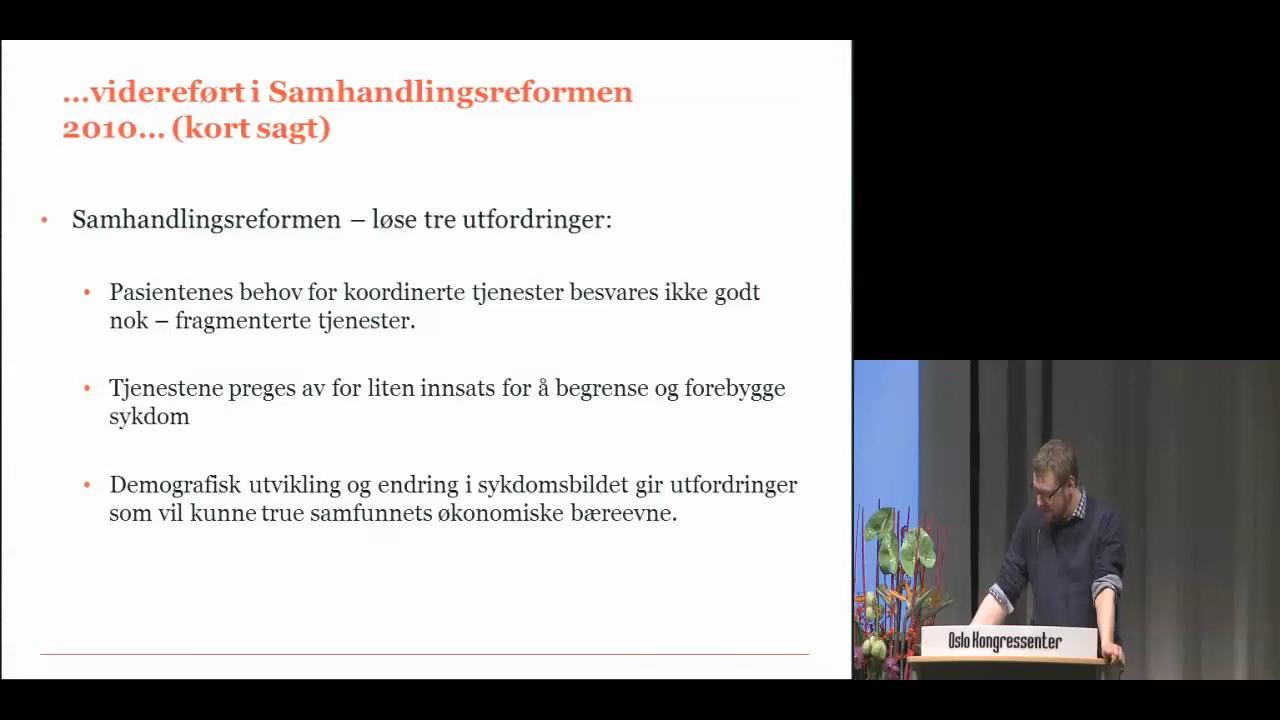 ...videreført i Samhandlingsreformen
2010... (kort sagt)
• Samhandlingsreformen – løse tre utfordringer:
• Pasientenes behov for koordinerte tjenester besvares ikke godt
nok – fragmenterte tjenester.
• Tjenestene preges av for liten innsats for å begrense og forebygge
sykdom
• Demografisk utvikling og endring i sykdomsbildet gir utfordringer
som vil kunne true samfunnets økonomiske bæreevne.
Oslo Kongressenter